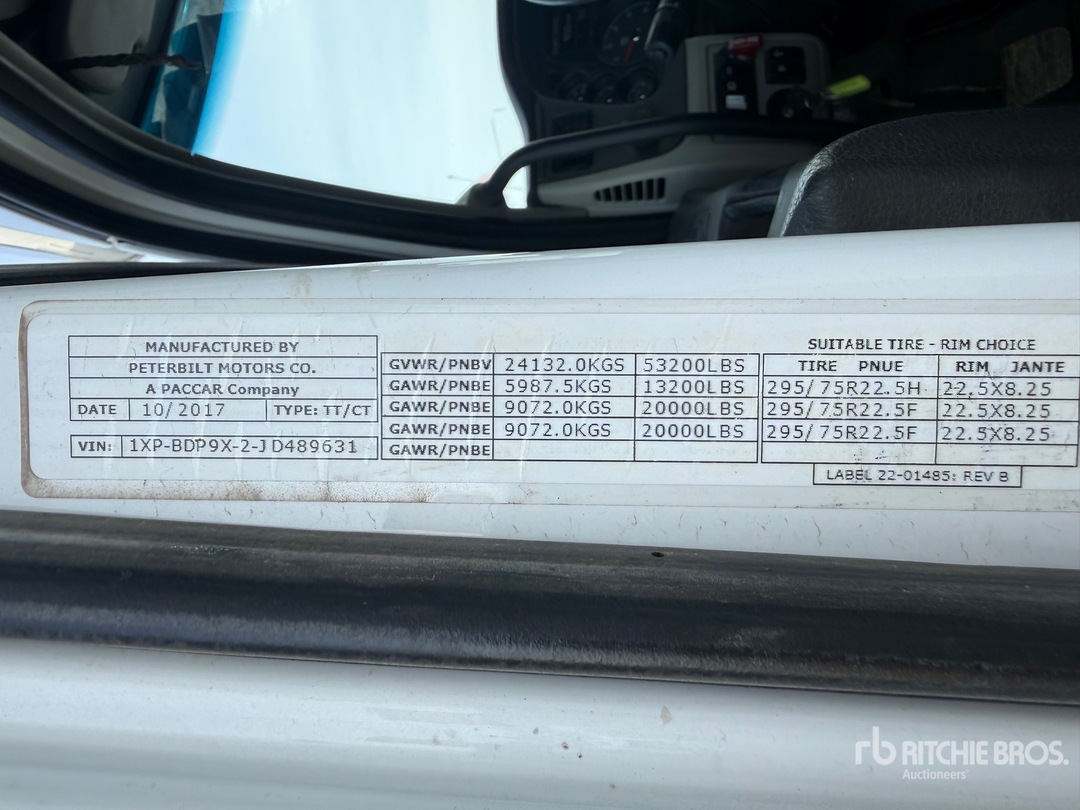 MANUFACTURED BY
PETERBILT MOTORS CO.
A PACCAR Company
DATE 10/2017 TYPE: TT/CT
VIN: 1XP-BDP9X-2-JD489631
GVWR/PNBV 24132.0KGS 53200LBS
GAWR/PNBE 5987.5KGS 13200LBS
GAWR/PNBE 9072.0KGS 20000LBS
GAWR/PNBE 9072.0KGS 20000LBS
GAWR/PNBE
SUITABLE TIRE - RIM CHOICE
TIRE PNUE RIM JANTE
295/75R22.5H 22.5X8.25
295/75R22.5F 22.5X8.25
295/75R22.5F 22.5X8.25
LABEL 22-01485: REV B
rb RITCHIE BROS.
Auctioneers